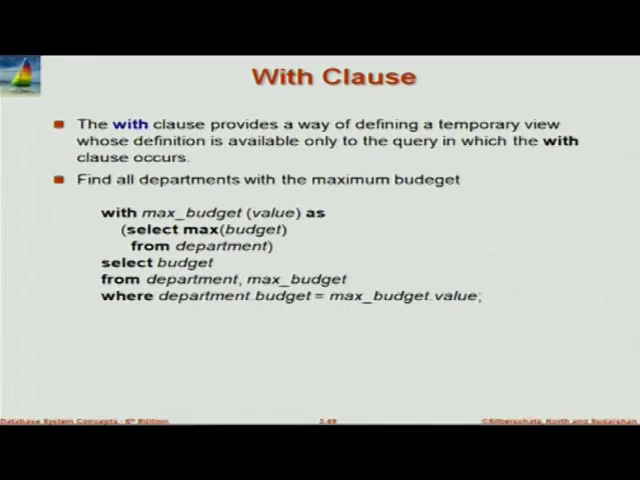 With Clause
The with clause provides a way of defining a temporary view
whose definition is available only to the query in which the with
clause occurs.
Find all departments with the maximum budeget
with max_budget (value) as
(select max(budget)
from department)
select budget
from department, max_budget
where department.budget = max_budget.value;
Database System Concepts - 6th Edition
©Silberschatz, Korth and Sudarshan